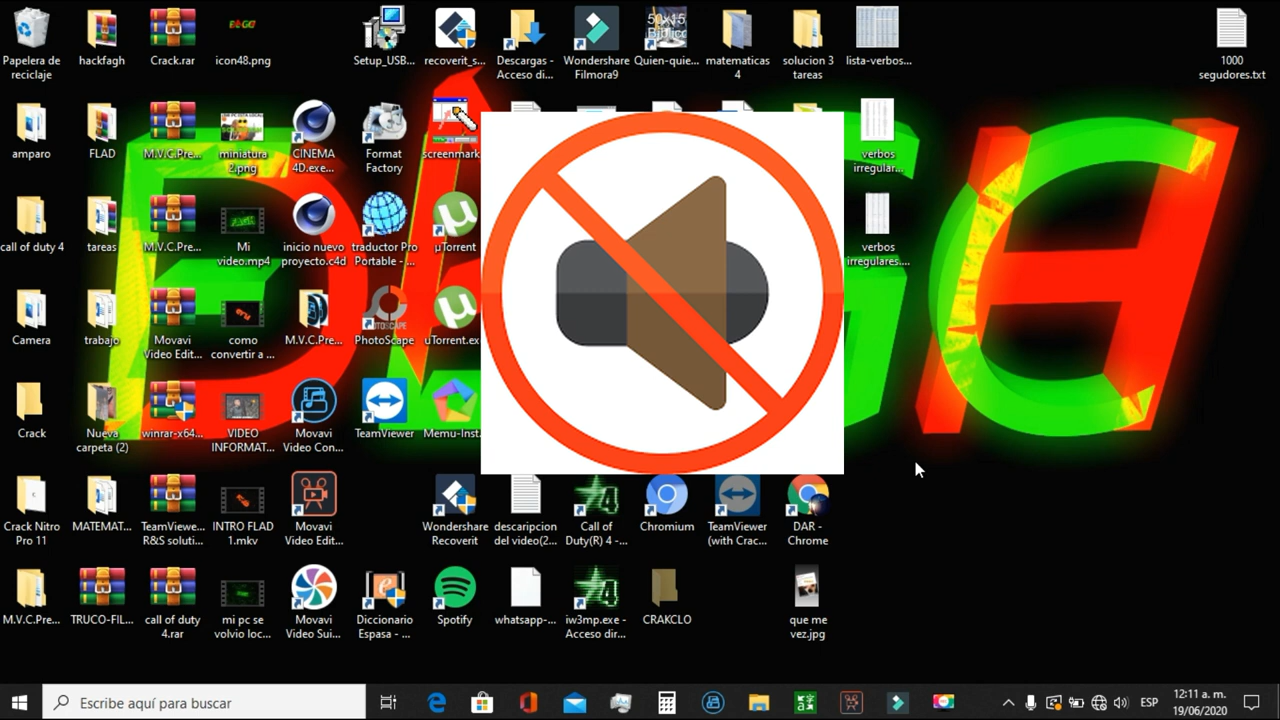 Papelera de
reciclaje
hackfagh
Crack.rar
icon48.png
Setup_USB...
recoverit_s...
Descargas -
Acceso di...
Wondershare
Filmora9
50x15
Bíblico
Quien-quie...
matematicas
4
solucion 3
tareas
lista-verbos...
1000
segudores.txt
amparo
FLAD
M.V.C.Pre...
miniatura
2.png
CINEMA
4D.exe...
Format
Factory
screenmark
verbos
irregular...
call of duty 4
tareas
M.V.C.Pre...
Mi
video.mp4
inicio nuevo
proyecto.c4d
traductor Pro
Portable - ...
µTorrent
verbos
irregulares....
Camera
trabajo
Movavi
Video Edit...
como
convertir a ...
M.V.C.Pre...
PhotoScape
uTorrent.ex
Crack
Nueva
carpeta (2)
winrar-x64...
VIDEO
INFORMAT...
Movavi
Video Con...
TeamViewer
Memu-Inst
Crack Nitro
Pro 11
MATEMAT...
TeamViewe...
R&S soluti...
INTRO FLAD
1.mkv
Movavi
Video Edit...
Wondershare
Recoverit
descaripcion
del video(2...
Call of
Duty(R) 4 -...
Chromium
TeamViewer
(with Crac...
DAR -
Chrome
M.V.C.Pre...
TRUCO-FIL...
call of duty
4.rar
mi pc se
volvio loc...
Movavi
Video Sui...
Diccionario
Espasa - ...
Spotify
whatsapp-...
iw3mp.exe -
Acceso dir...
CRAKCLO
que me
vez.jpg
Escribe aquí para buscar
ESP
12:11 a. m.
19/06/2020